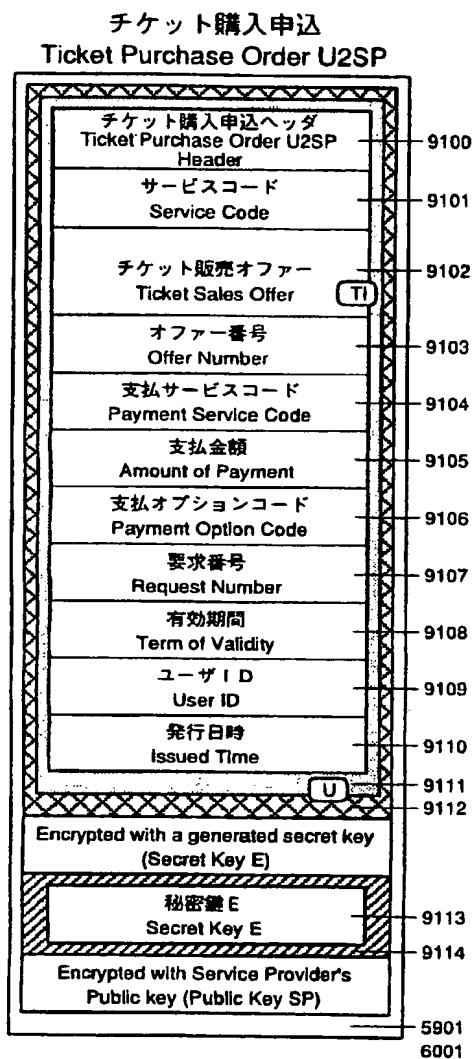 チケット購入申込
Ticket Purchase Order U2SP
チケット購入申込ヘッダ
Ticket Purchase Order U2SP
Header
9100
サービスコード
Service Code
9101
チケット販売オファー
Ticket Sales Offer
TI
9102
オファー番号
Offer Number
9103
支払サービスコード
Payment Service Code
9104
支払金額
Amount of Payment
9105
支払オプションコード
Payment Option Code
9106
要求番号
Request Number
9107
有効期間
Term of Validity
9108
ユーザID
User ID
9109
発行日時
Issued Time
9110
U
9111
9112
Encrypted with a generated secret key
(Secret Key E)
秘密鍵E
Secret Key E
9113
9114
Encrypted with Service Provider's
Public key (Public Key SP)
5901
6001